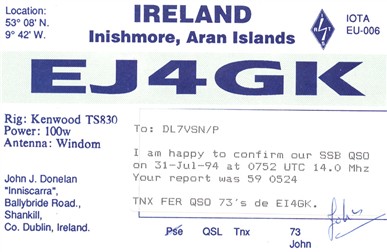 Location:
53° 08' N.
9° 42' W.
IRELAND
Inishmore, Aran Islands
IOTA
EU-006
EJ4GK
Rig: Kenwood TS830
Power: 100w
Antenna: Windom
John J. Donelan
"Inniscarra",
Ballybride Road.,
Shankill,
Co. Dublin, Ireland.
To: DL7VSN/P
I am happy to confirm our SSB QSO
on 31-Jul-94 at 0752 UTC 14.0 Mhz
Your report was 59 0524
TNX FER QSO 73's de EI4GK.
Pse QSL Tnx 73
John
John